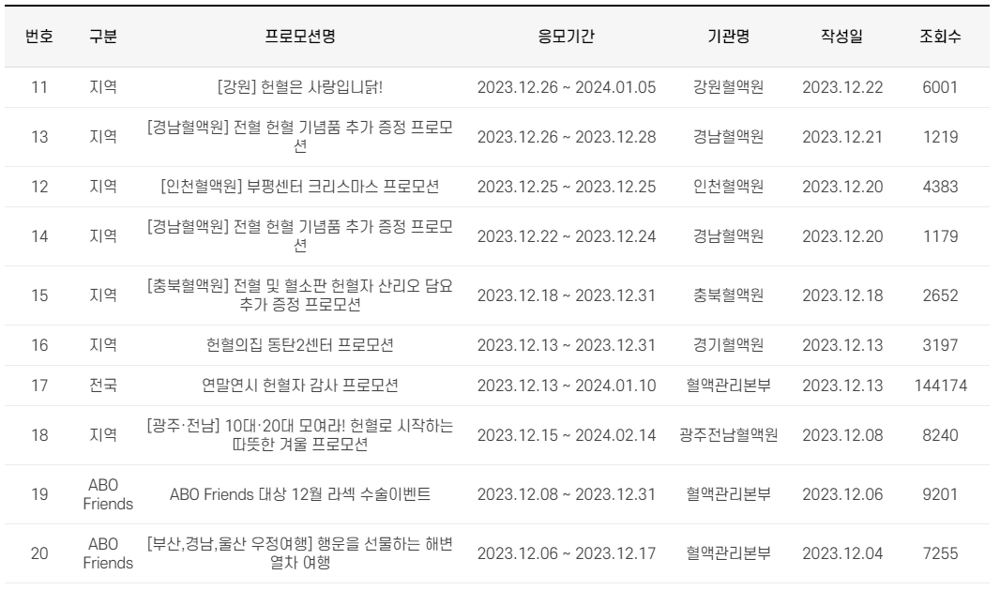 번호 구분 프로모션명 응모기간 기관명 작성일 조회수
11 지역 [강원] 헌혈은 사랑입니닭! 2023.12.26 ~ 2024.01.05 강원혈액원 2023.12.22 6001
13 지역 [경남혈액원] 전혈 헌혈 기념품 추가 증정 프로모
션 2023.12.26 ~ 2023.12.28 경남혈액원 2023.12.21 1219
12 지역 [인천혈액원] 부평센터 크리스마스 프로모션 2023.12.25 ~ 2023.12.25 인천혈액원 2023.12.20 4383
14 지역 [경남혈액원] 전혈 헌혈 기념품 추가 증정 프로모
션 2023.12.22 ~ 2023.12.24 경남혈액원 2023.12.20 1179
15 지역 [충북혈액원] 전혈 및 혈소판 헌혈자 산리오 담요
추가 증정 프로모션 2023.12.18 ~ 2023.12.31 충북혈액원 2023.12.18 2652
16 지역 헌혈의집 동탄2센터 프로모션 2023.12.13 ~ 2023.12.31 경기혈액원 2023.12.13 3197
17 전국 연말연시 헌혈자 감사 프로모션 2023.12.13 ~ 2024.01.10 혈액관리본부 2023.12.13 144174
18 지역 [광주·전남] 10대·20대 모여라! 헌혈로 시작하는
따뜻한 겨울 프로모션 2023.12.15 ~ 2024.02.14 광주전남혈액원 2023.12.08 8240
19 ABO
Friends ABO Friends 대상 12월 라섹 수술이벤트 2023.12.08 ~ 2023.12.31 혈액관리본부 2023.12.06 9201
20 ABO
Friends [부산,경남,울산 우정여행] 행운을 선물하는 해변
열차 여행 2023.12.06 ~ 2023.12.17 혈액관리본부 2023.12.04 7255